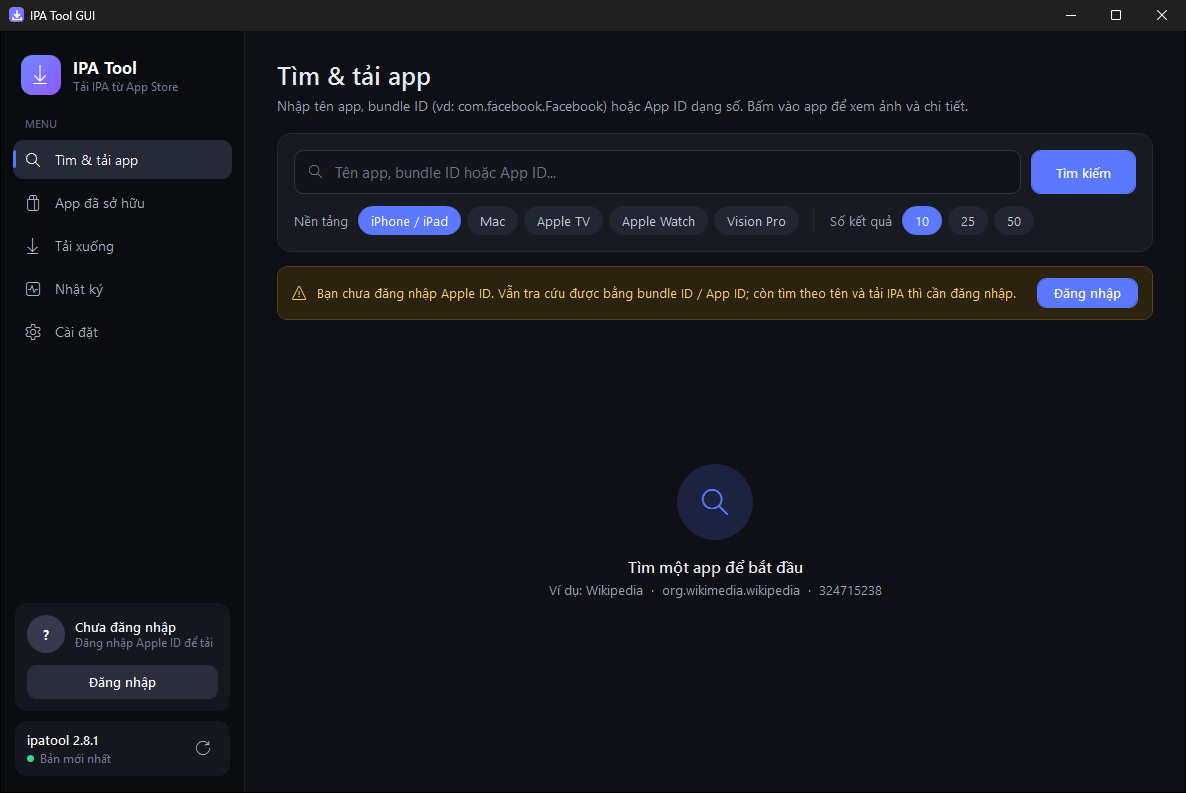 IPA Tool GUI
IPA Tool
Tải IPA từ App Store
MENU
Tìm & tải app
App đã sở hữu
Tải xuống
Nhật ký
Cài đặt
Chưa đăng nhập
?
Đăng nhập Apple ID để tải
Đăng nhập
ipatool 2.8.1
Bản mới nhất
Tìm & tải app
Nhập tên app, bundle ID (vd: com.facebook.Facebook) hoặc App ID dạng số. Bấm vào app để xem ảnh và chi tiết.
Tên app, bundle ID hoặc App ID...
Tìm kiếm
Nền tảng iPhone / iPad Mac Apple TV Apple Watch Vision Pro Số kết quả 10 25 50
Bạn chưa đăng nhập Apple ID. Vẫn tra cứu được bằng bundle ID / App ID; còn tìm theo tên và tải IPA thì cần đăng nhập.
Đăng nhập
Tìm một app để bắt đầu
Ví dụ: Wikipedia · org.wikimedia.wikipedia · 324715238